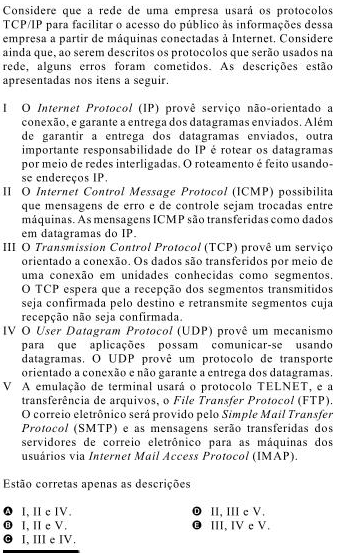 Considere que a rede de uma empresa usará os protocolos
TCP/IP para facilitar o acesso do público às informações dessa
empresa a partir de máquinas conectadas à Internet. Considere
ainda que, ao serem descritos os protocolos que serão usados na
rede, alguns erros foram cometidos. As descrições estão
apresentadas nos itens a seguir.
I O Internet Protocol (IP) provê serviço não-orientado a
conexão, e garante a entrega dos datagramas enviados. Além
de garantir a entrega dos datagramas enviados, outra
importante responsabilidade do IP é rotear os datagramas
por meio de redes interligadas. O roteamento é feito usando-
se endereços IP.
II O Internet Control Message Protocol (ICMP) possibilita
que mensagens de erro e de controle sejam trocadas entre
máquinas. As mensagens ICMP são transferidas como dados
em datagramas do IP.
III O Transmission Control Protocol (TCP) provê um serviço
orientado a conexão. Os dados são transferidos por meio de
uma conexão em unidades conhecidas como segmentos.
O TCP espera que a recepção dos segmentos transmitidos
seja confirmada pelo destino e retransmite segmentos cuja
recepção não seja confirmada.
IV O User Datagram Protocol (UDP) provê um mecanismo
para que aplicações possam comunicar-se usando
datagramas. O UDP provê um protocolo de transporte
orientado a conexão e não garante a entrega dos datagramas.
V A emulação de terminal usará o protocolo TELNET, e a
transferência de arquivos, o File Transfer Protocol (FTP).
O correio eletrônico será provido pelo Simple Mail Transfer
Protocol (SMTP) e as mensagens serão transferidas dos
servidores de correio eletrônico para as máquinas dos
usuários via Internet Mail Access Protocol (IMAP).
Estão corretas apenas as descrições
A I, II e IV.
B I, II e V.
C I, III e IV.
D II, III e V.
E III, IV e V.